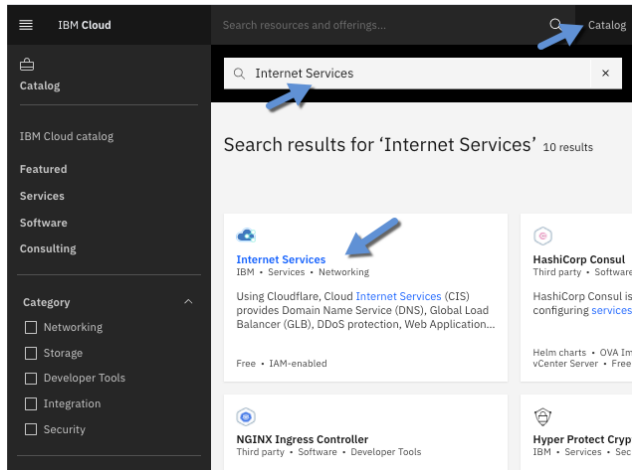 IBM Cloud
Search resources and offerings...
Catalog
Catalog
IBM Cloud catalog
Featured
Services
Software
Consulting
Category
Networking
Storage
Developer Tools
Integration
Security
Internet Services
Search results for ‘Internet Services’ 10 results
Internet Services
IBM • Services • Networking
Using Cloudflare, Cloud Internet Services (CIS)
provides Domain Name Service (DNS), Global Load
Balancer (GLB), DDoS protection, Web Application...
Free • IAM-enabled
HashiCorp Consul
Third party • Software
HashiCorp Consul is
configuring services
Helm charts • OVA Im
vCenter Server • Free
NGINX Ingress Controller
Third party • Software • Developer Tools
Hyper Protect Cryp
IBM • Services • Sec